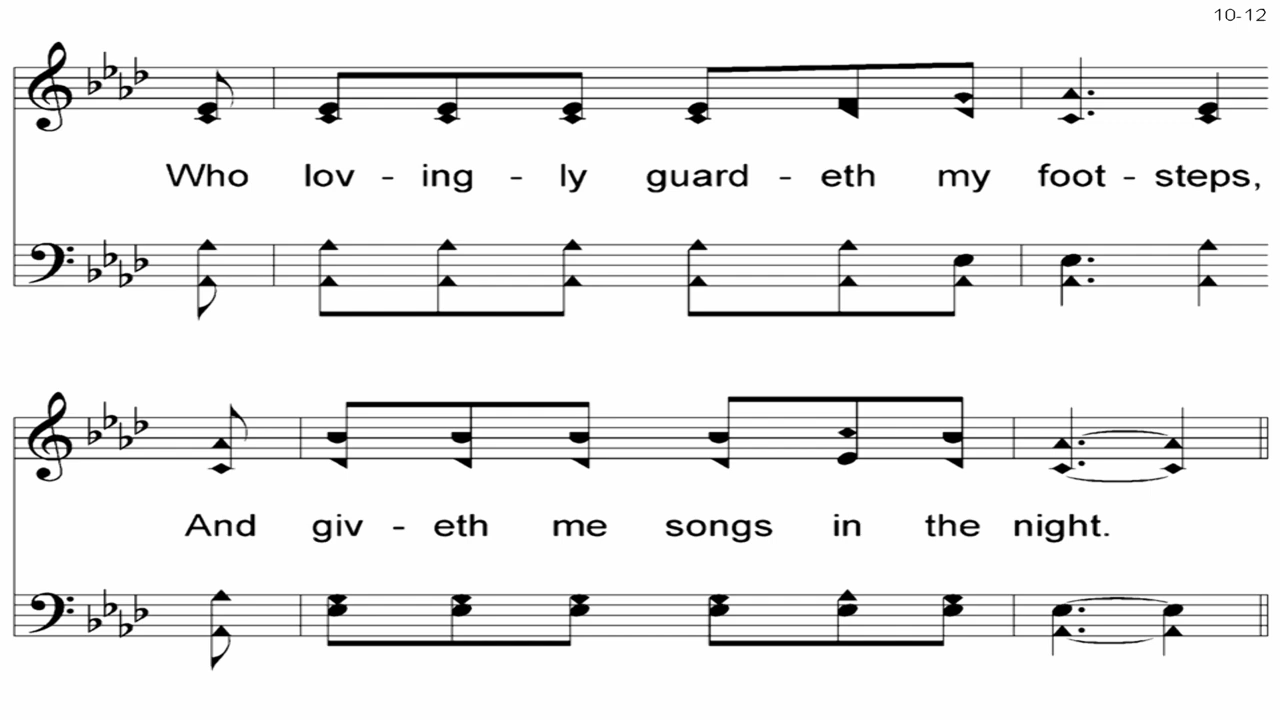 10-12
Who lov - ing - ly guard - eth my foot - steps,
And giv - eth me songs in the night.